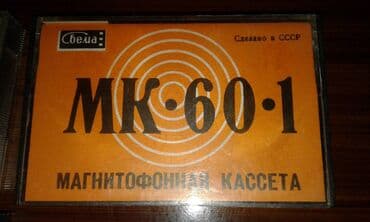 Свема
Сделано в СССР
МК·60·1
МАГНИТОФОННАЯ КАССЕТА